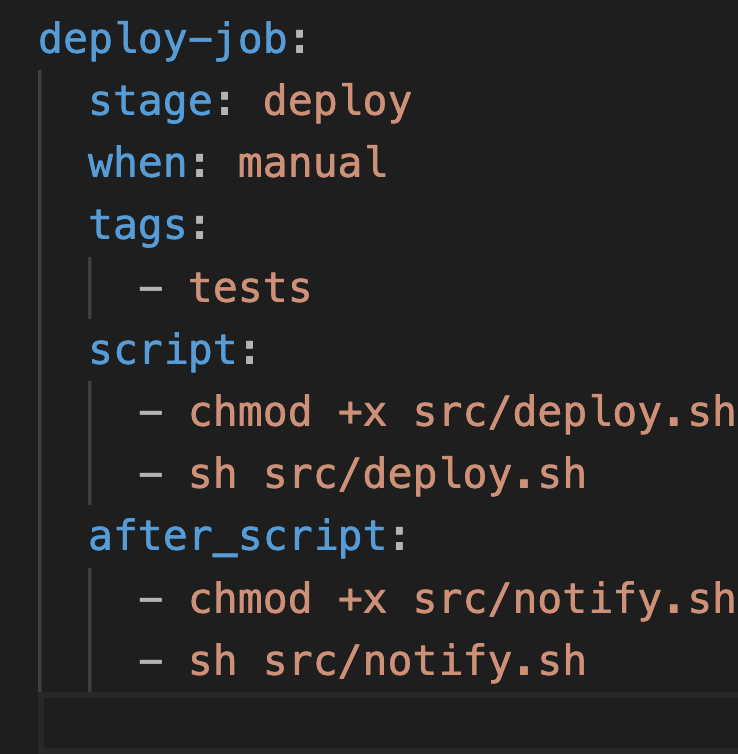 deploy-job:
  stage: deploy
  when: manual
  tags:
    - tests
  script:
    - chmod +x src/deploy.sh
    - sh src/deploy.sh
  after_script:
    - chmod +x src/notify.sh
    - sh src/notify.sh